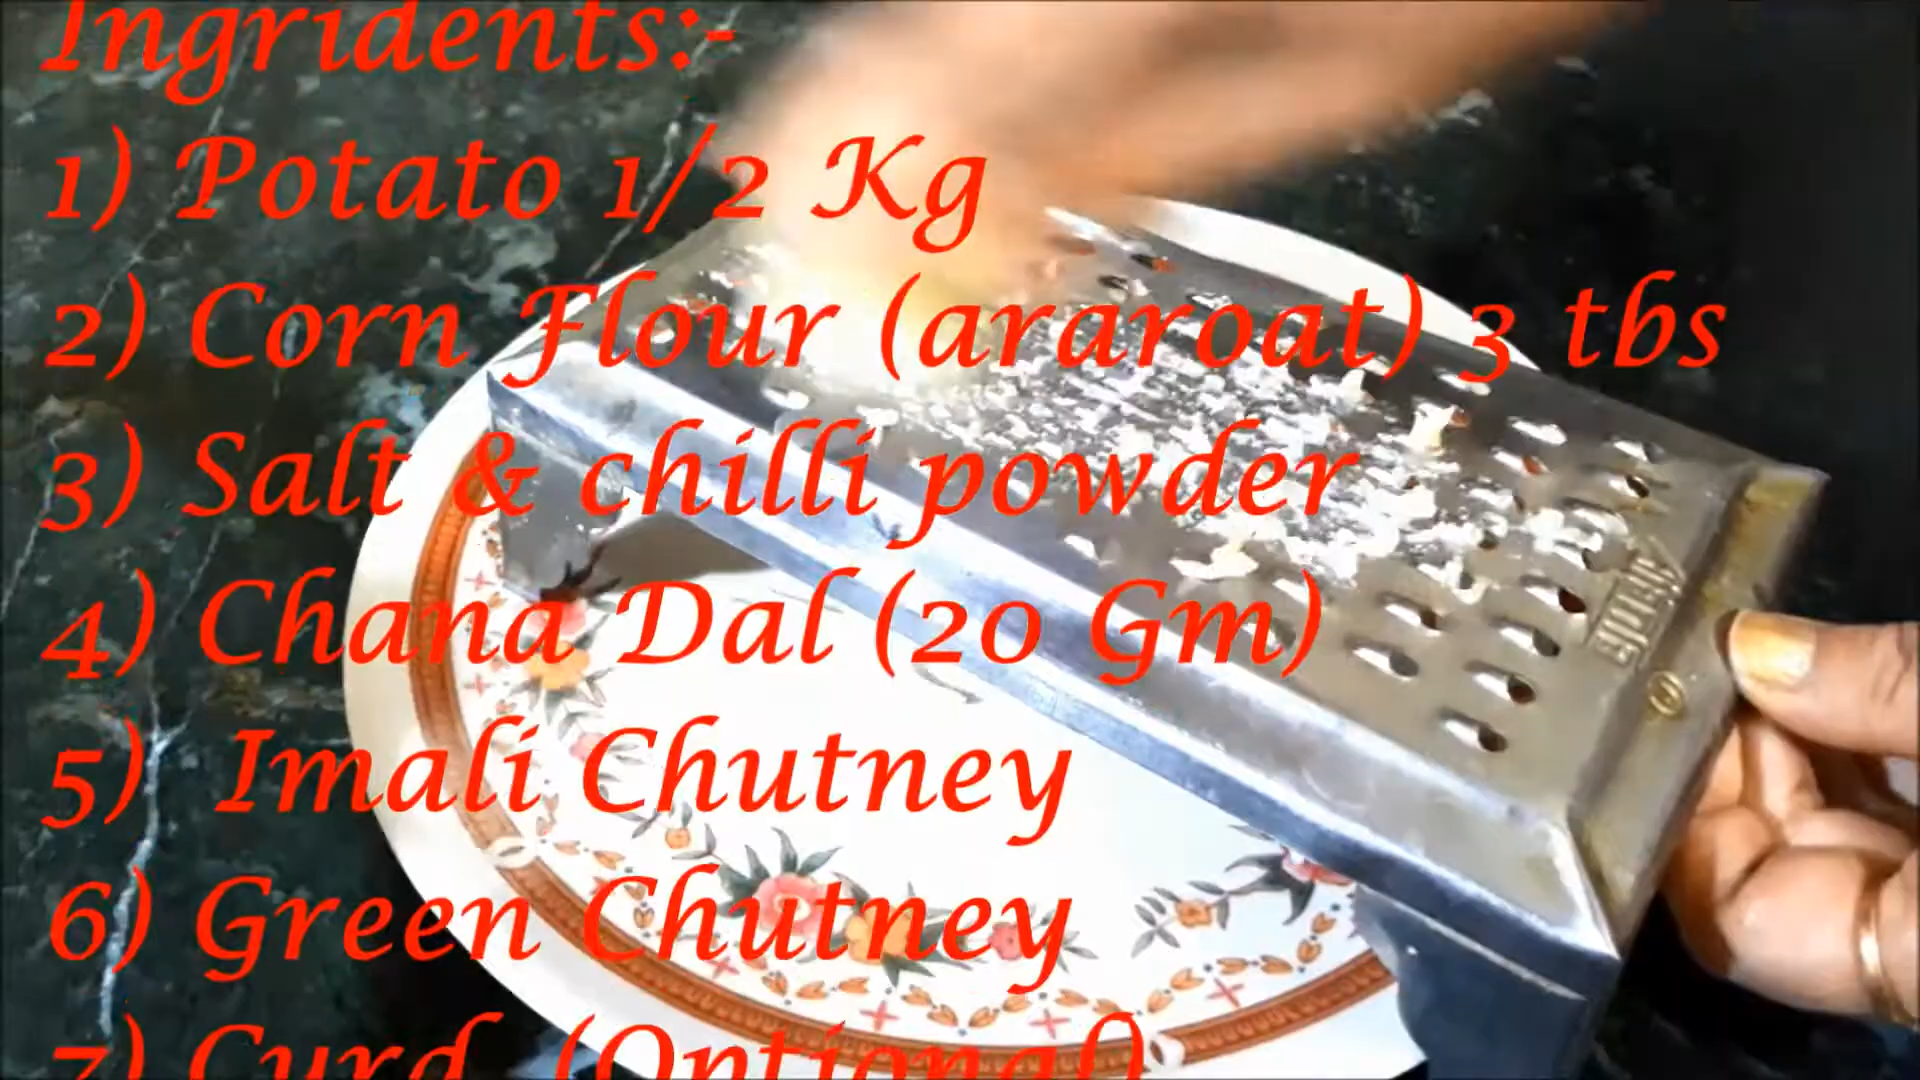 Ingridents:-
1) Potato 1/2 Kg
2) Corn Flour (araroat) 3 tbs
3) Salt & chilli powder
4) Chana Dal (20 Gm)
5) Imali Chutney
6) Green Chutney
7) Curd (Optional)